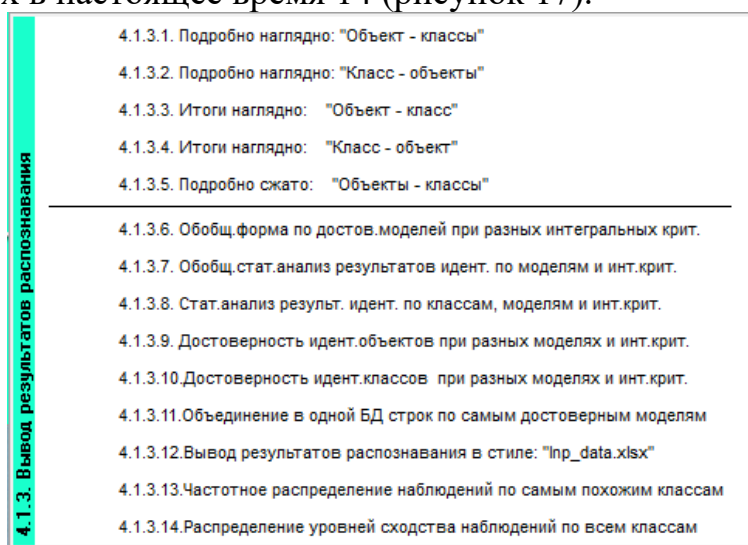 х в настоящее время 14 (рисунок 17).
4.1.3. Вывод результатов распознавания
4.1.3.1. Подробно наглядно: "Объект - классы"
4.1.3.2. Подробно наглядно: "Класс - объекты"
4.1.3.3. Итоги наглядно: "Объект - класс"
4.1.3.4. Итоги наглядно: "Класс - объект"
4.1.3.5. Подробно сжато: "Объекты - классы"
4.1.3.6. Обобщ.форма по достов.моделей при разных интегральных крит.
4.1.3.7. Обобщ.стат.анализ результатов идент. по моделям и инт.крит.
4.1.3.8. Стат.анализ результ. идент. по классам, моделям и инт.крит.
4.1.3.9. Достоверность идент.объектов при разных моделях и инт.крит.
4.1.3.10.Достоверность идент.классов при разных моделях и инт.крит.
4.1.3.11.Объединение в одной БД строк по самым достоверным моделям
4.1.3.12.Вывод результатов распознавания в стиле: "Inp_data.xlsx"
4.1.3.13.Частотное распределение наблюдений по самым похожим классам
4.1.3.14.Распределение уровней сходства наблюдений по всем классам